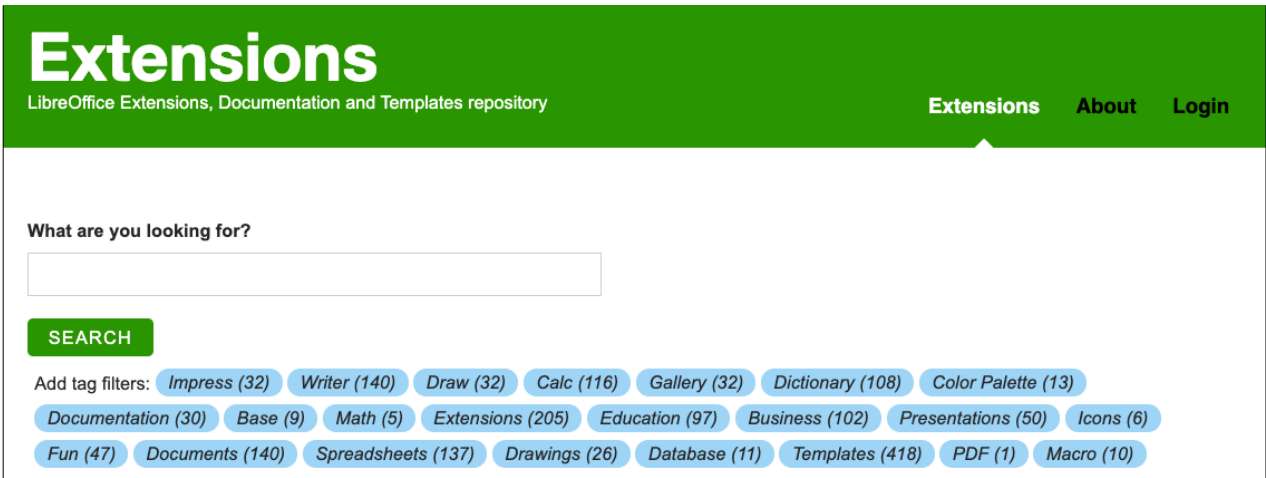 Extensions
LibreOffice Extensions, Documentation and Templates repository
Extensions About Login
What are you looking for?
SEARCH
Add tag filters: Impress (32) Writer (140) Draw (32) Calc (116) Gallery (32) Dictionary (108) Color Palette (13)
Documentation (30) Base (9) Math (5) Extensions (205) Education (97) Business (102) Presentations (50) Icons (6)
Fun (47) Documents (140) Spreadsheets (137) Drawings (26) Database (11) Templates (418) PDF (1) Macro (10)